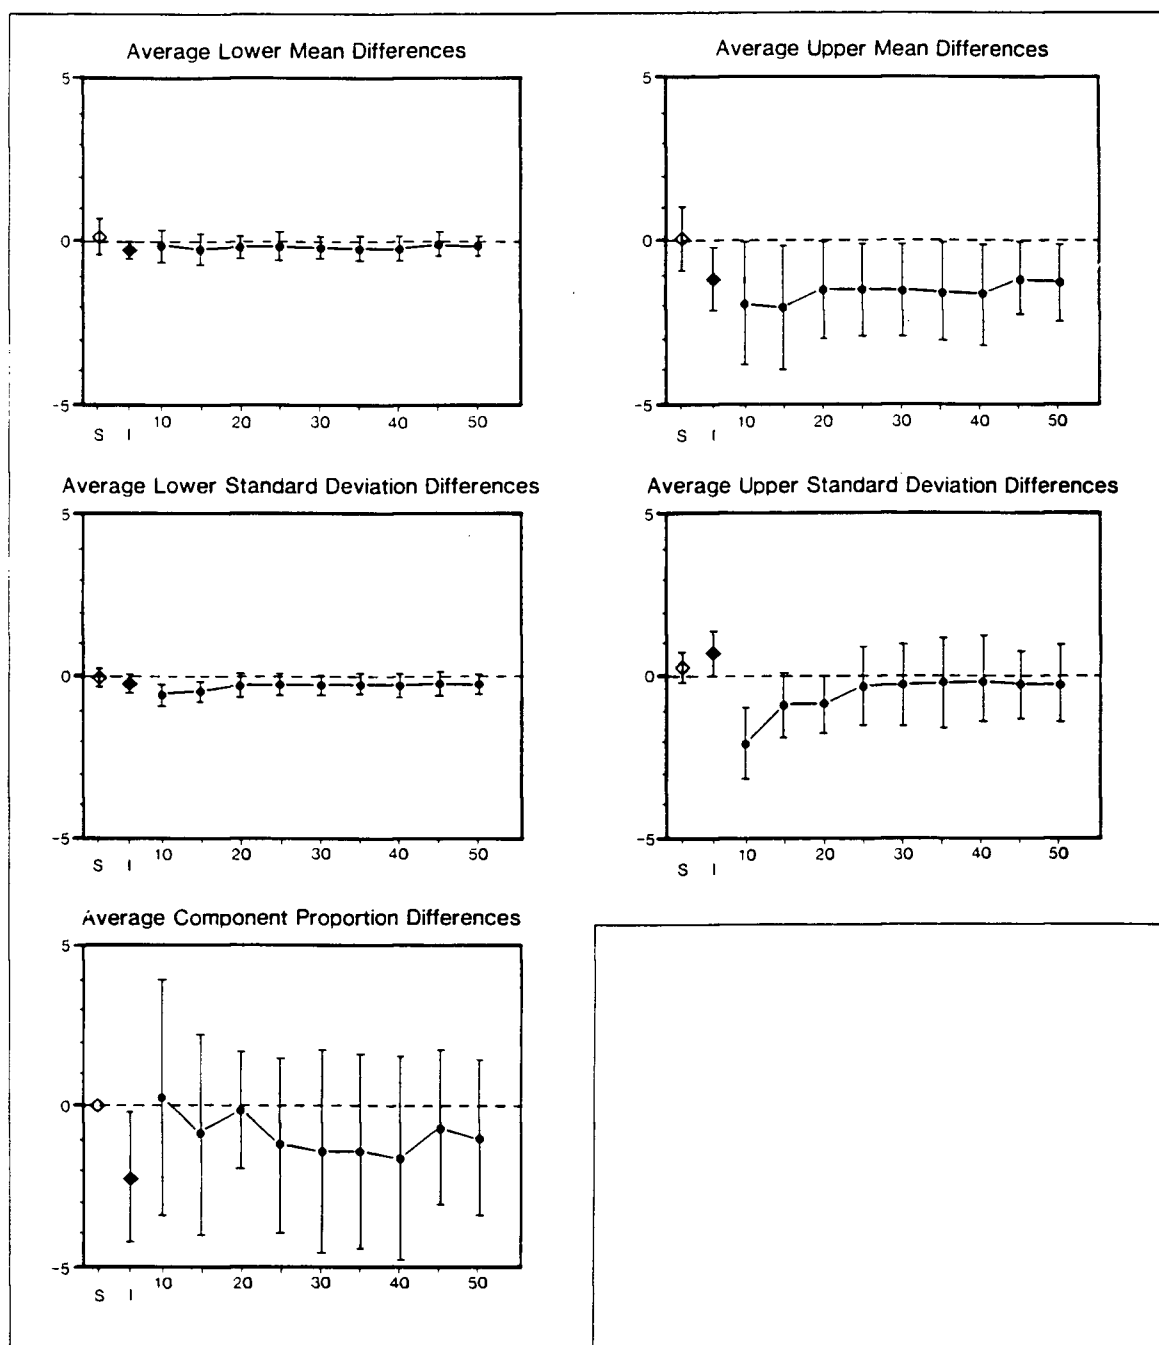 Average Lower Mean Differences
5
0
-5
10 20 30 40 50
S I
Average Upper Mean Differences
5
0
-5
10 20 30 40 50
S I
Average Lower Standard Deviation Differences
5
0
-5
10 20 30 40 50
S I
Average Upper Standard Deviation Differences
5
0
-5
10 20 30 40 50
S I
Average Component Proportion Differences
5
0
-5
10 20 30 40 50
S I